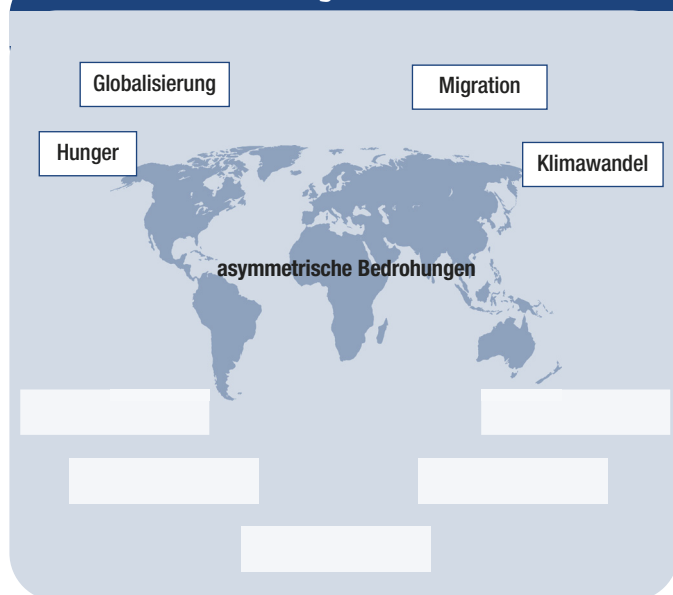 Globalisierung
Migration
Hunger
Klimawandel
asymmetrische Bedrohungen